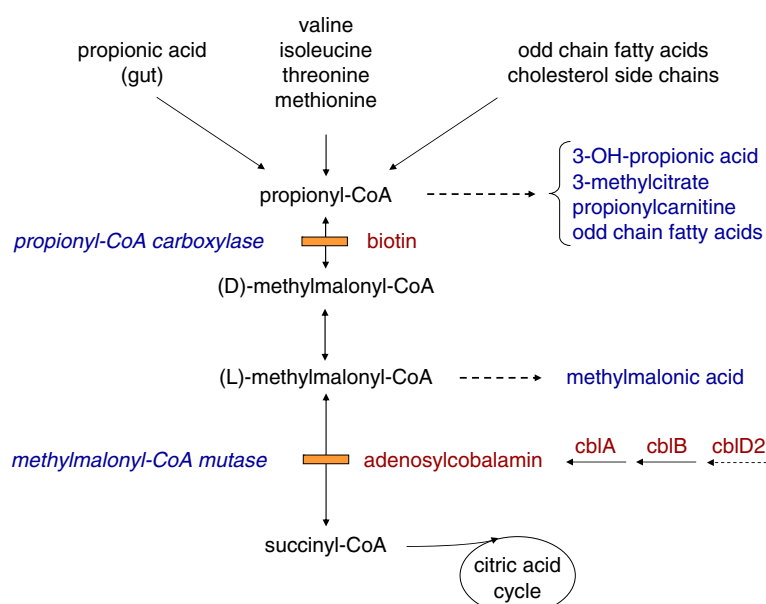 propionic acid
(gut)
valine
isoleucine
threonine
methionine
odd chain fatty acids
cholesterol side chains
propionyl-CoA
3-OH-propionic acid
3-methylcitrate
propionylcarnitine
odd chain fatty acids
propionyl-CoA carboxylase
biotin
(D)-methylmalonyl-CoA
(L)-methylmalonyl-CoA
methylmalonic acid
methylmalonyl-CoA mutase
adenosylcobalamin
cblA
cblB
cblD2
succinyl-CoA
citric acid
cycle